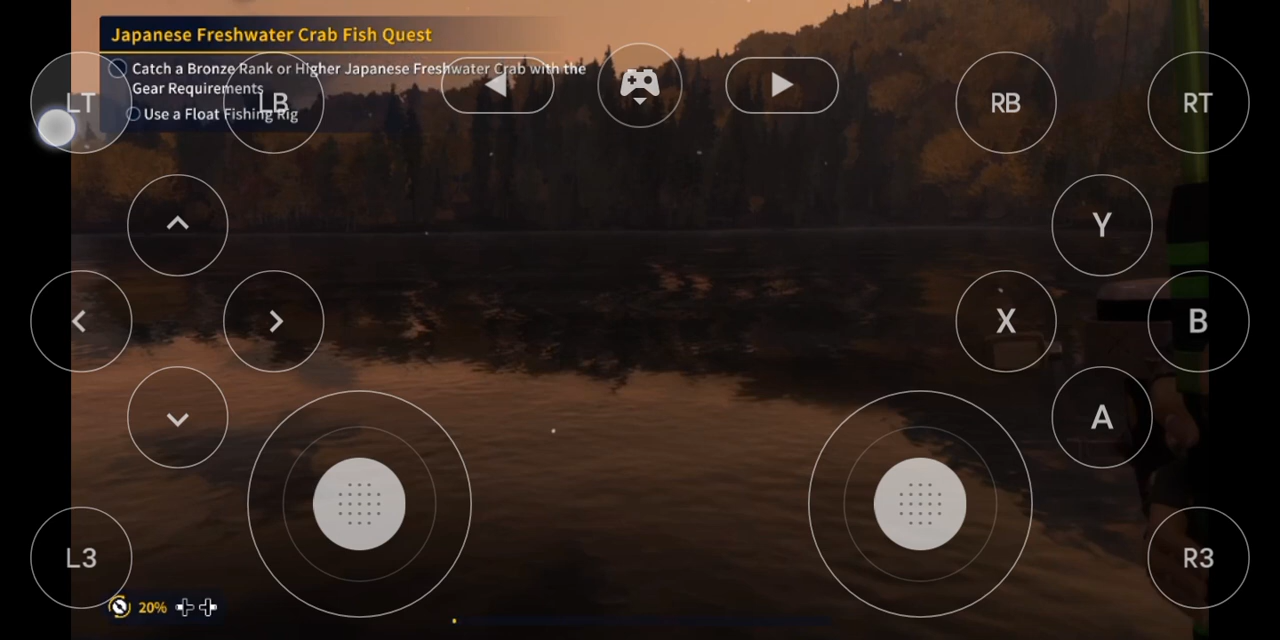 Japanese Freshwater Crab Fish Quest
Catch a Bronze Rank or Higher Japanese Freshwater Crab with the
Gear Requirements
Use a Float Fishing Rig
LT
LB
RB
RT
Y
X
B
A
L3
R3
20%